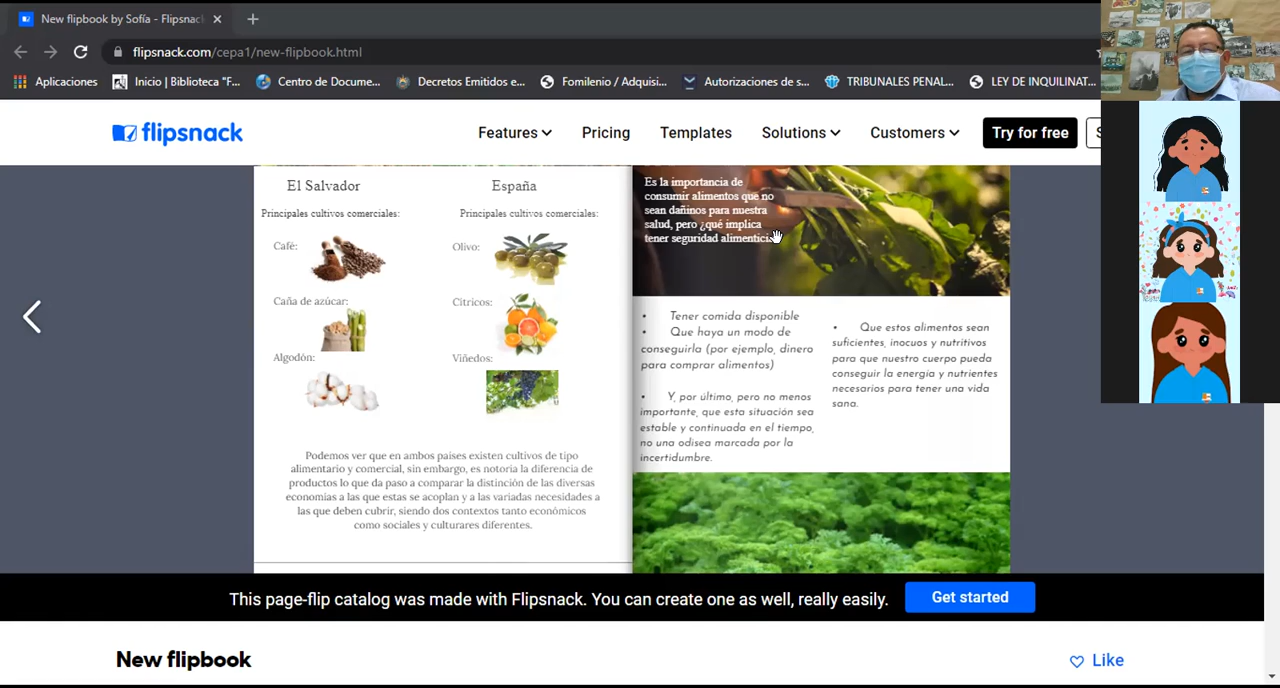 New flipbook by Sofía - Flipsnac
flipsnack.com/cepa1/new-flipbook.html
Aplicaciones
Inicio | Biblioteca "F...
Centro de Docume...
Decretos Emitidos e...
Fomilenio / Adquisi...
Autorizaciones de s...
TRIBUNALES PENAL...
LEY DE INQUILINAT...
flipsnack
Features
Pricing
Templates
Solutions
Customers
Try for free
S
El Salvador
España
Principales cultivos comerciales:
Principales cultivos comerciales:
Café:
Olivo:
Caña de azúcar:
Cítricos:
Algodón:
Viñedos:
Podemos ver que en ambos países existen cultivos de tipo
alimentario y comercial, sin embargo, es notoria la diferencia de
productos lo que da paso a comparar la distinción de las diversas
economías a las que estas se acoplan y a las variadas necesidades a
las que deben cubrir, siendo dos contextos tanto económicos
como sociales y culturares diferentes.
Es la importancia de
consumir alimentos que no
sean dañinos para nuestra
salud, pero ¿qué implica
tener seguridad alimenticia
• Tener comida disponible
• Que haya un modo de
conseguirla (por ejemplo, dinero
para comprar alimentos)
• Y, por último, pero no menos
importante, que esta situación sea
estable y continuada en el tiempo,
no una odisea marcada por la
incertidumbre.
• Que estos alimentos sean
suficientes, inocuos y nutritivos
para que nuestro cuerpo pueda
conseguir la energía y nutrientes
necesarios para tener una vida
sana.
This page-flip catalog was made with Flipsnack. You can create one as well, really easily.
Get started
New flipbook
Like